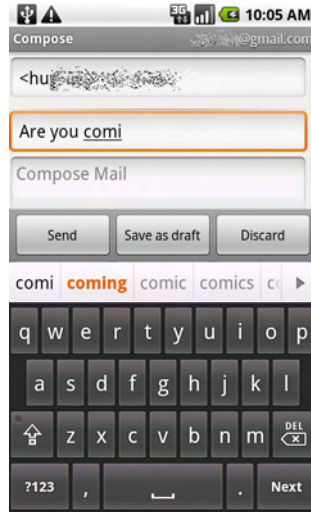 3G 10:05 AM
Compose @gmail.com
<hu
Are you comi
Compose Mail
Send Save as draft Discard
comi coming comic comics
q w e r t y u i o p
a s d f g h j k l
z x c v b n m DEL
?123 , . Next